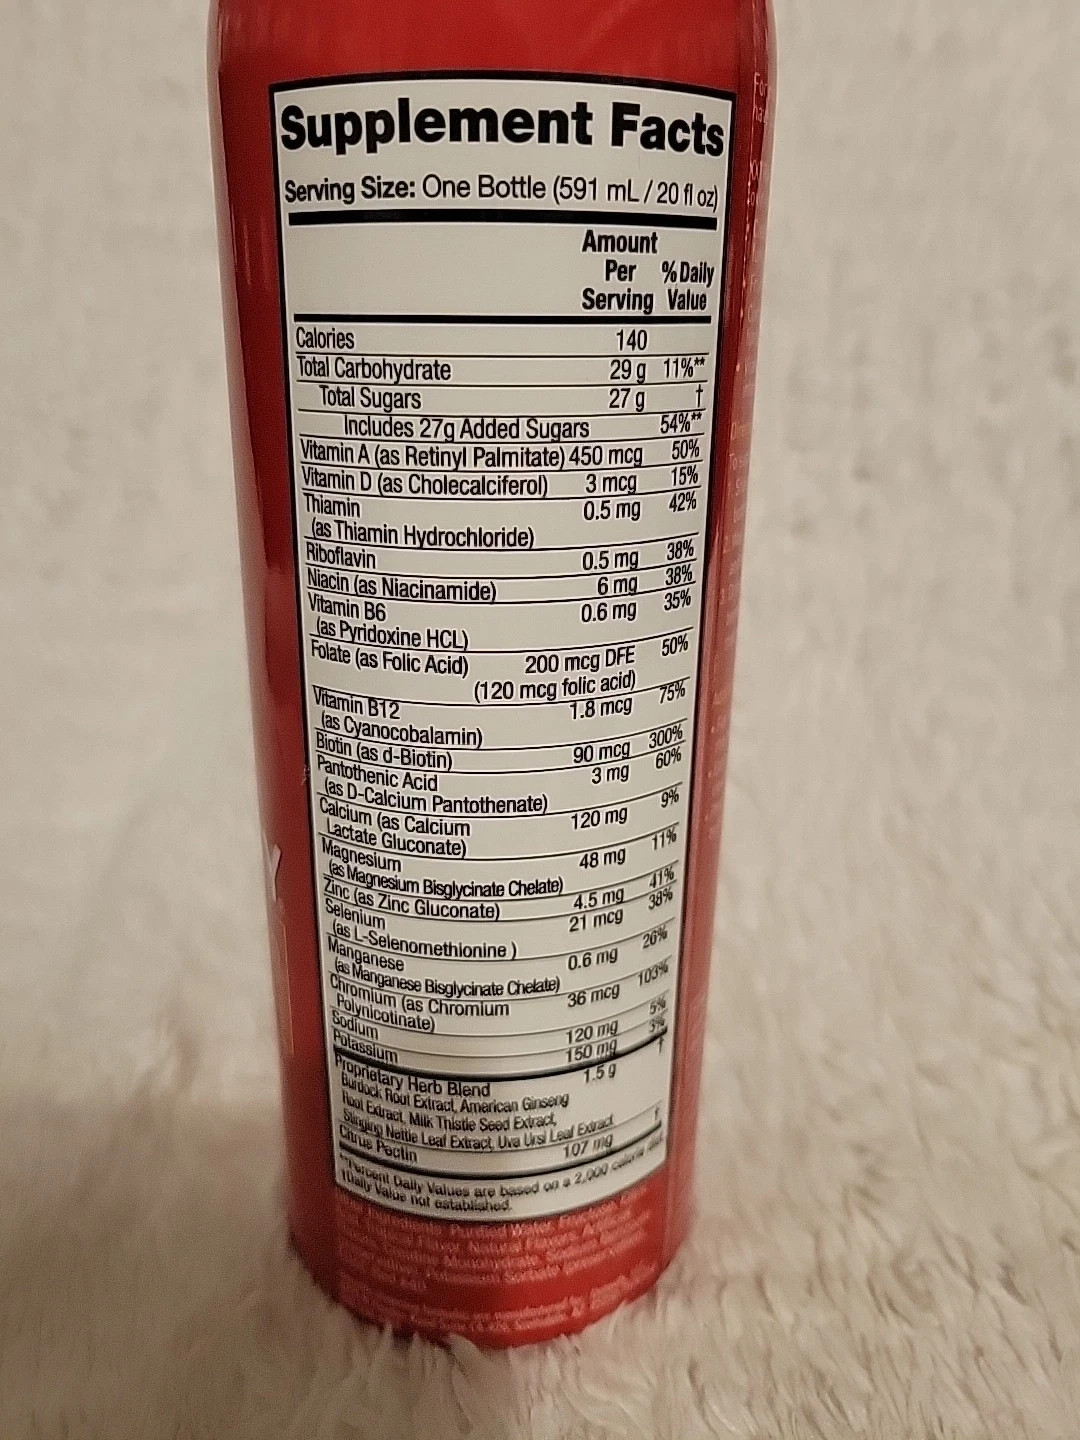 Supplement Facts
Serving Size: One Bottle (591 mL / 20 fl oz)
Amount
Per % Daily
Serving Value
Calories 140
Total Carbohydrate 29 g 11%**
Total Sugars 27 g †
Includes 27g Added Sugars 54%**
Vitamin A (as Retinyl Palmitate) 450 mcg 50%
Vitamin D (as Cholecalciferol) 3 mcg 15%
Thiamin 0.5 mg 42%
(as Thiamin Hydrochloride)
Riboflavin 0.5 mg 38%
Niacin (as Niacinamide) 6 mg 38%
Vitamin B6 0.6 mg 35%
(as Pyridoxine HCL)
Folate (as Folic Acid) 200 mcg DFE 50%
(120 mcg folic acid)
Vitamin B12 1.8 mcg 75%
(as Cyanocobalamin)
Biotin (as d-Biotin) 90 mcg 300%
Pantothenic Acid 3 mg 60%
(as D-Calcium Pantothenate)
Calcium (as Calcium 120 mg 9%
Lactate Gluconate)
Magnesium 48 mg 11%
(as Magnesium Bisglycinate Chelate)
Zinc (as Zinc Gluconate) 4.5 mg 41%
Selenium 21 mcg 38%
(as L-Selenomethionine )
Manganese 0.6 mg 26%
(as Manganese Bisglycinate Chelate)
Chromium (as Chromium 36 mcg 103%
Polynicotinate)
Sodium 120 mg 5%
Potassium 150 mg 3%
Proprietary Herb Blend 1.5 g †
Burdock Root Extract, American Ginseng
Root Extract, Milk Thistle Seed Extract,
Stinging Nettle Leaf Extract, Uva Ursi Leaf Extract
Citrus Pectin 107 mg †
**Percent Daily Values are based on a 2,000 calorie diet.
†Daily Value not established.